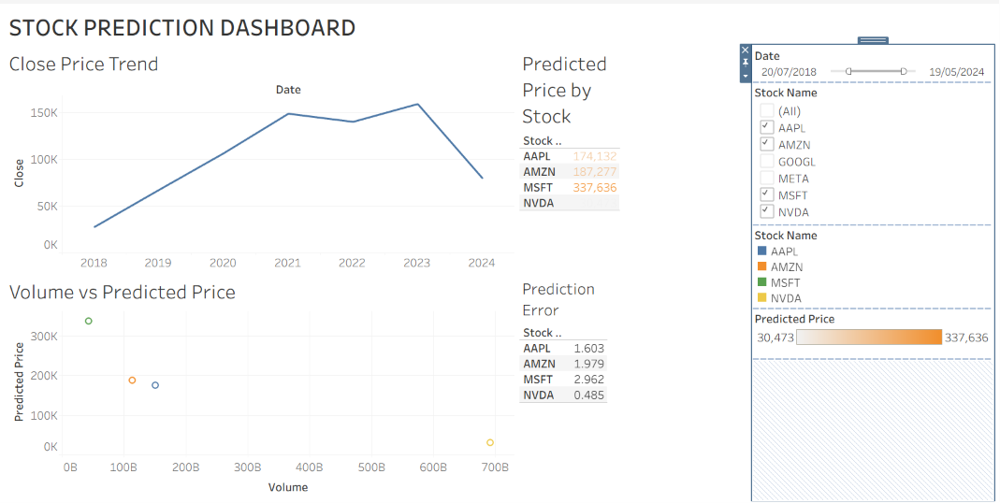 STOCK PREDICTION DASHBOARD
Close Price Trend
Date
Close
150K
100K
50K
0K
2018 2019 2020 2021 2022 2023 2024
Predicted
Price by
Stock
Stock ..
AAPL 174,132
AMZN 187,277
MSFT 337,636
NVDA
Volume vs Predicted Price
Predicted Price
300K
200K
100K
0K
0B 100B 200B 300B 400B 500B 600B 700B
Volume
Prediction
Error
Stock ..
AAPL 1.603
AMZN 1.979
MSFT 2.962
NVDA 0.485
Date
20/07/2018 19/05/2024
Stock Name
(All)
AAPL
AMZN
GOOGL
META
MSFT
NVDA
Stock Name
AAPL
AMZN
MSFT
NVDA
Predicted Price
30,473 337,636